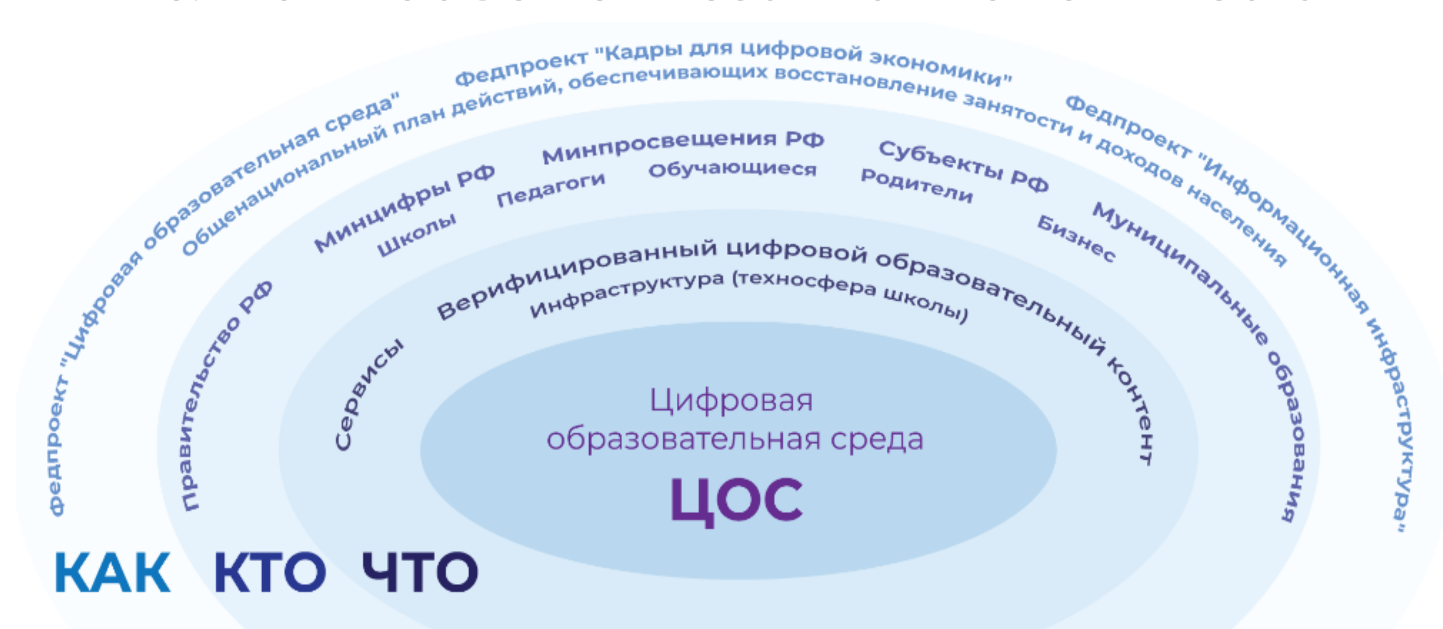 Федпроект "Цифровая образовательная среда"
Федпроект "Кадры для цифровой экономики"
Федпроект "Информационная инфраструктура"
Общенациональный план действий, обеспечивающих восстановление занятости и доходов населения
Правительство РФ
Минцифры РФ
Минпросвещения РФ
Субъекты РФ
Муниципальные образования
Школы
Педагоги
Обучающиеся
Родители
Бизнес
Сервисы
Верифицированный цифровой образовательный контент
Инфраструктура (техносфера школы)
Цифровая
образовательная среда
ЦОС
КАК КТО ЧТО